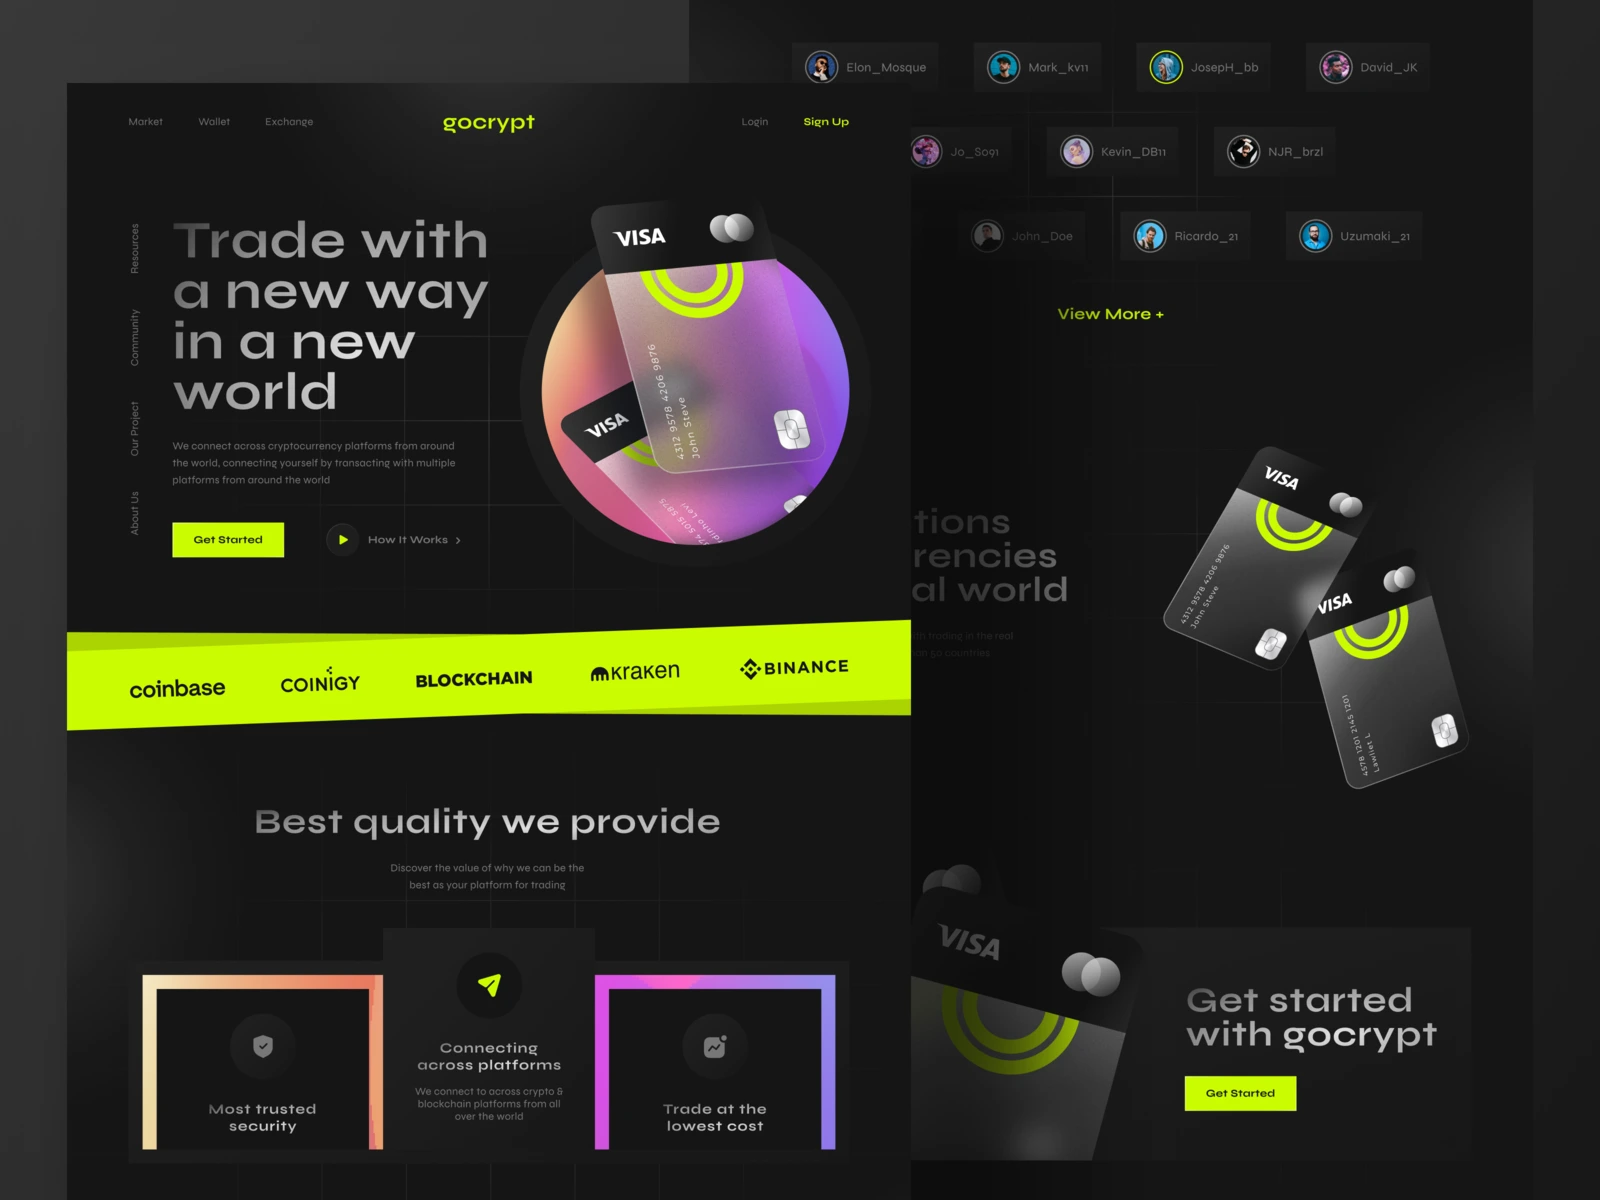 Market
Wallet
Exchange
gocrypt
Login
Sign Up
Resources
Community
Our Project
About Us
Trade with
a new way
in a new
world
We connect across cryptocurrency platforms from around
the world, connecting yourself by transacting with multiple
platforms from around the world
Get Started
How It Works
VISA
4312 9578 4206 9876
John Steve
VISA
coinbase
COINIGY
BLOCKCHAIN
kraken
BINANCE
Best quality we provide
Discover the value of why we can be the
best as your platform for trading
Most trusted
security
Connecting
across platforms
We connect to across crypto &
blockchain platforms from all
over the world
Trade at the
lowest cost
Elon_Mosque
Mark_kv11
JosepH_bb
David_JK
Jo_So91
Kevin_DB11
NJR_brzl
John_Doe
Ricardo_21
Uzumaki_21
View More +
tions
rencies
al world
th trading in the real
an 50 countries
VISA
4312 9578 4206 9876
John Steve
VISA
4578 1201 2145 1201
Lawliet L
VISA
Get started
with gocrypt
Get Started